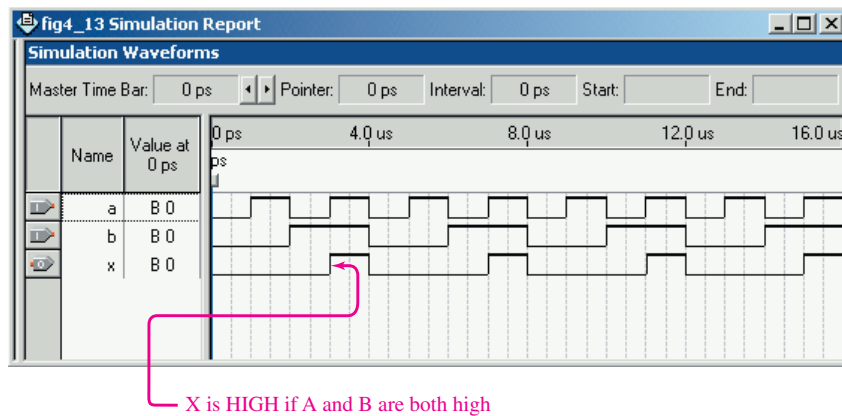 fig4_13 Simulation Report
Simulation Waveforms
Master Time Bar: 0 ps Pointer: 0 ps Interval: 0 ps Start: End:
Name Value at 0 ps
0 ps 4.0 us 8.0 us 12.0 us 16.0 us
ps
a B 0
b B 0
x B 0
X is HIGH if A and B are both high